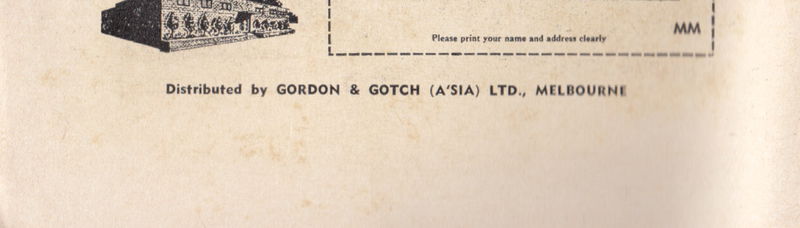 Please print your name and address clearly
MM
Distributed by GORDON & GOTCH (A'SIA) LTD., MELBOURNE